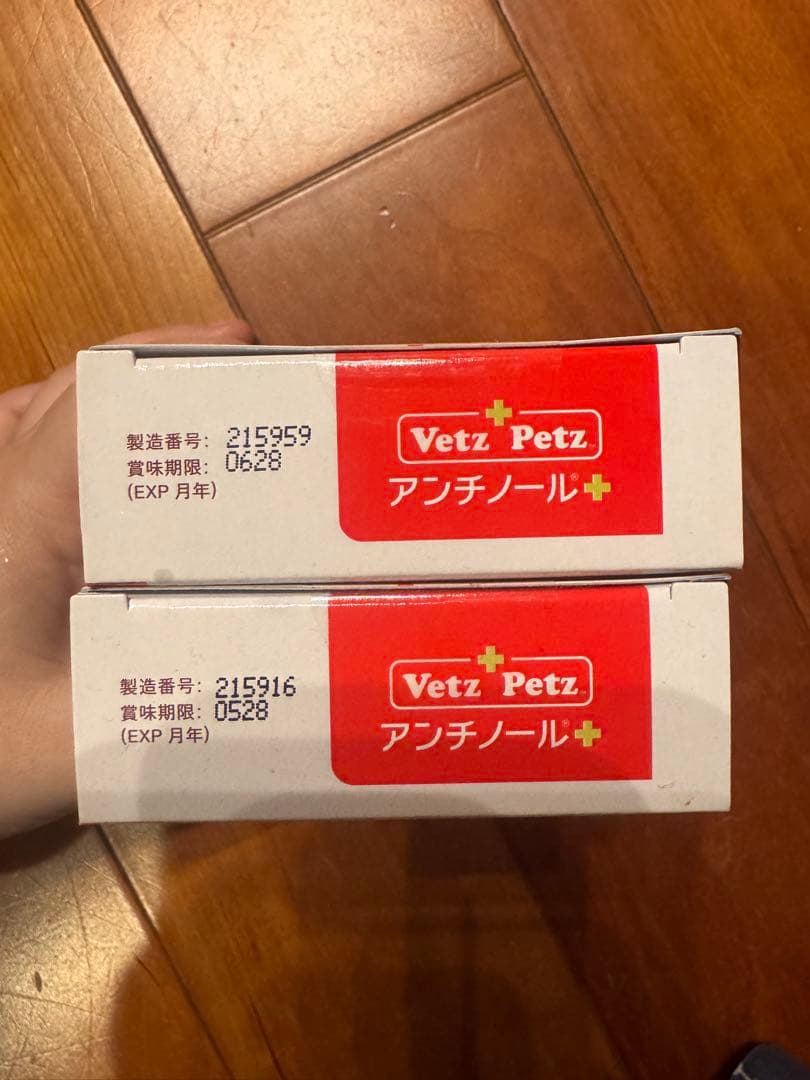 製造番号: 215959
賞味期限: 0628
(EXP 月年)
Vetz Petz™
アンチノール®
製造番号: 215916
賞味期限: 0528
(EXP 月年)
Vetz Petz™
アンチノール®